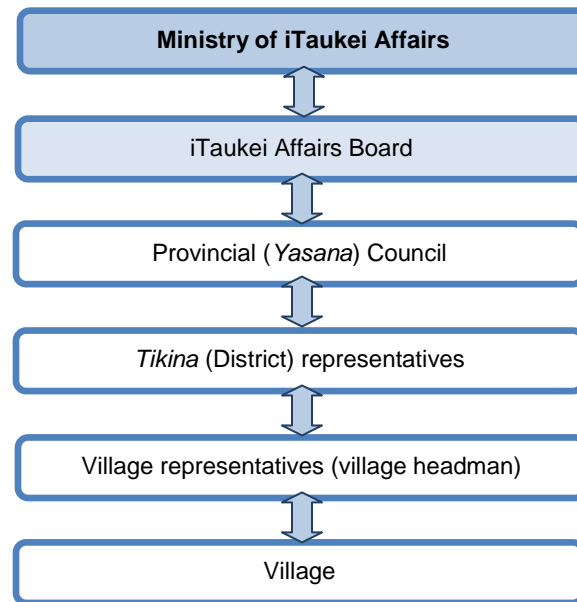 Ministry of iTaukei Affairs
iTaukei Affairs Board
Provincial (Yasana) Council
Tikina (District) representatives
Village representatives (village headman)
Village